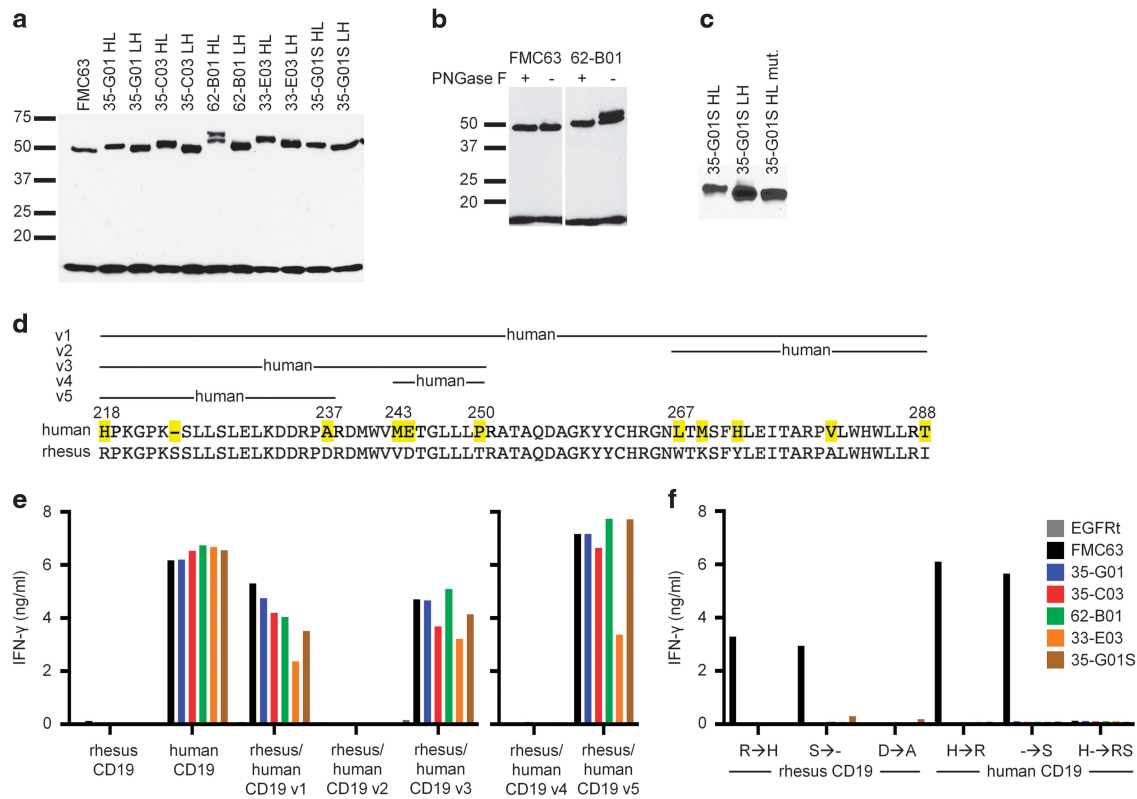 a
FMC63
35-G01 HL
35-G01 LH
35-C03 HL
35-C03 LH
62-B01 HL
62-B01 LH
33-E03 HL
33-E03 LH
35-G01S HL
35-G01S LH
75
50
37
25
20
b
FMC63 62-B01
PNGase F + - + -
50
37
25
20
c
35-G01S HL
35-G01S LH
35-G01S HL mut.
d
v1 human
v2 human
v3 human
v4 human
v5 human
218 237 243 250 267 288
human HPKGPK-SLLSLELKDDRPARDMWVMETGLLLPRATAQDAGKYYCHRGNLTMSFHLEITARPVLWHWLLRT
rhesus RPKGPKSSLLSLELKDDRPDRDMWVVDTGLLLTRATAQDAGKYYCHRGNWTKSFYLEITARPALWHWLLRI
e
IFN-γ (ng/ml)
8
6
4
2
0
rhesus CD19
human CD19
rhesus/ human CD19 v1
rhesus/ human CD19 v2
rhesus/ human CD19 v3
rhesus/ human CD19 v4
rhesus/ human CD19 v5
f
IFN-γ (ng/ml)
8
6
4
2
0
R→H S→- D→A H→R -→S H-→RS
rhesus CD19 human CD19
EGFRt
FMC63
35-G01
35-C03
62-B01
33-E03
35-G01S